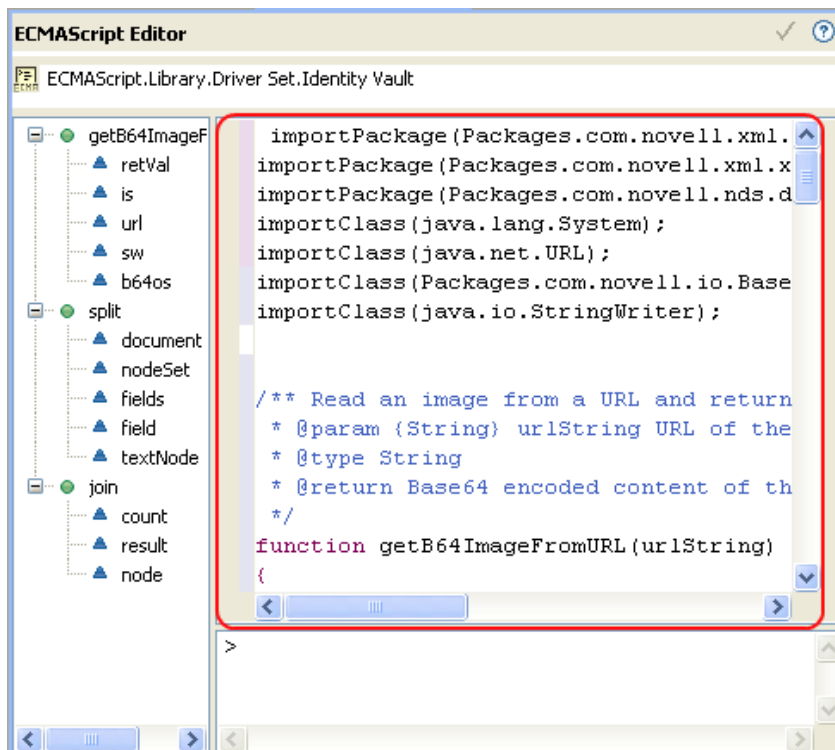 ECMAScript Editor
ECMAScript.Library.Driver Set.Identity Vault
getB64ImageF
retVal
is
url
sw
b64os
split
document
nodeSet
fields
field
textNode
join
count
result
node
importPackage(Packages.com.novell.xml.
importPackage(Packages.com.novell.xml.x
importPackage(Packages.com.novell.nds.d
importClass(java.lang.System);
importClass(java.net.URL);
importClass(Packages.com.novell.io.Base
importClass(java.io.StringWriter);
/** Read an image from a URL and return
* @param {String} urlString URL of the
* @type String
* @return Base64 encoded content of th
*/
function getB64ImageFromURL(urlString)
{
>